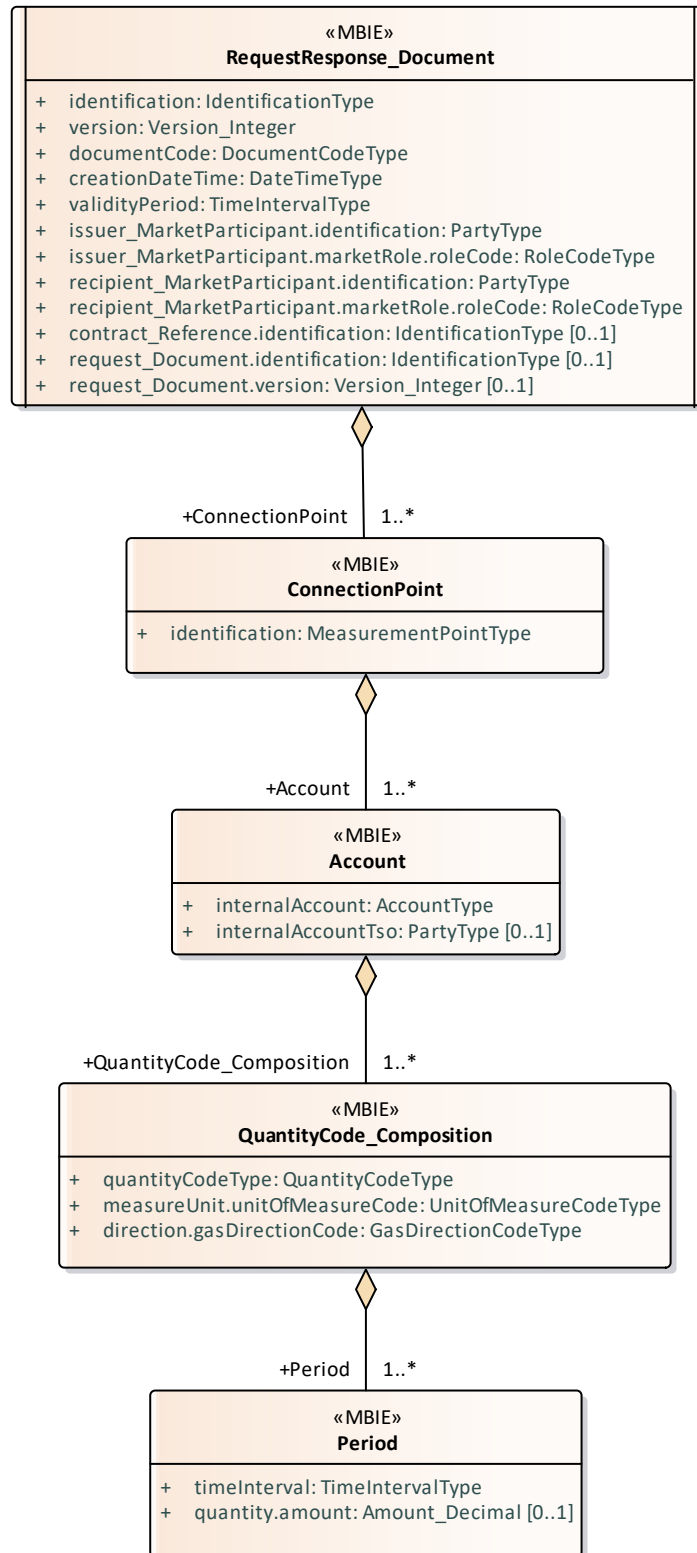 «MBIE»
RequestResponse_Document
+ identification: IdentificationType
+ version: Version_Integer
+ documentCode: DocumentCodeType
+ creationDateTime: DateTimeType
+ validityPeriod: TimeIntervalType
+ issuer_MarketParticipant.identification: PartyType
+ issuer_MarketParticipant.marketRole.roleCode: RoleCodeType
+ recipient_MarketParticipant.identification: PartyType
+ recipient_MarketParticipant.marketRole.roleCode: RoleCodeType
+ contract_Reference.identification: IdentificationType [0..1]
+ request_Document.identification: IdentificationType [0..1]
+ request_Document.version: Version_Integer [0..1]
+ConnectionPoint 1..*
«MBIE»
ConnectionPoint
+ identification: MeasurementPointType
+Account 1..*
«MBIE»
Account
+ internalAccount: AccountType
+ internalAccountTso: PartyType [0..1]
+QuantityCode_Composition 1..*
«MBIE»
QuantityCode_Composition
+ quantityCodeType: QuantityCodeType
+ measureUnit.unitOfMeasureCode: UnitOfMeasureCodeType
+ direction.gasDirectionCode: GasDirectionCodeType
+Period 1..*
«MBIE»
Period
+ timeInterval: TimeIntervalType
+ quantity.amount: Amount_Decimal [0..1]